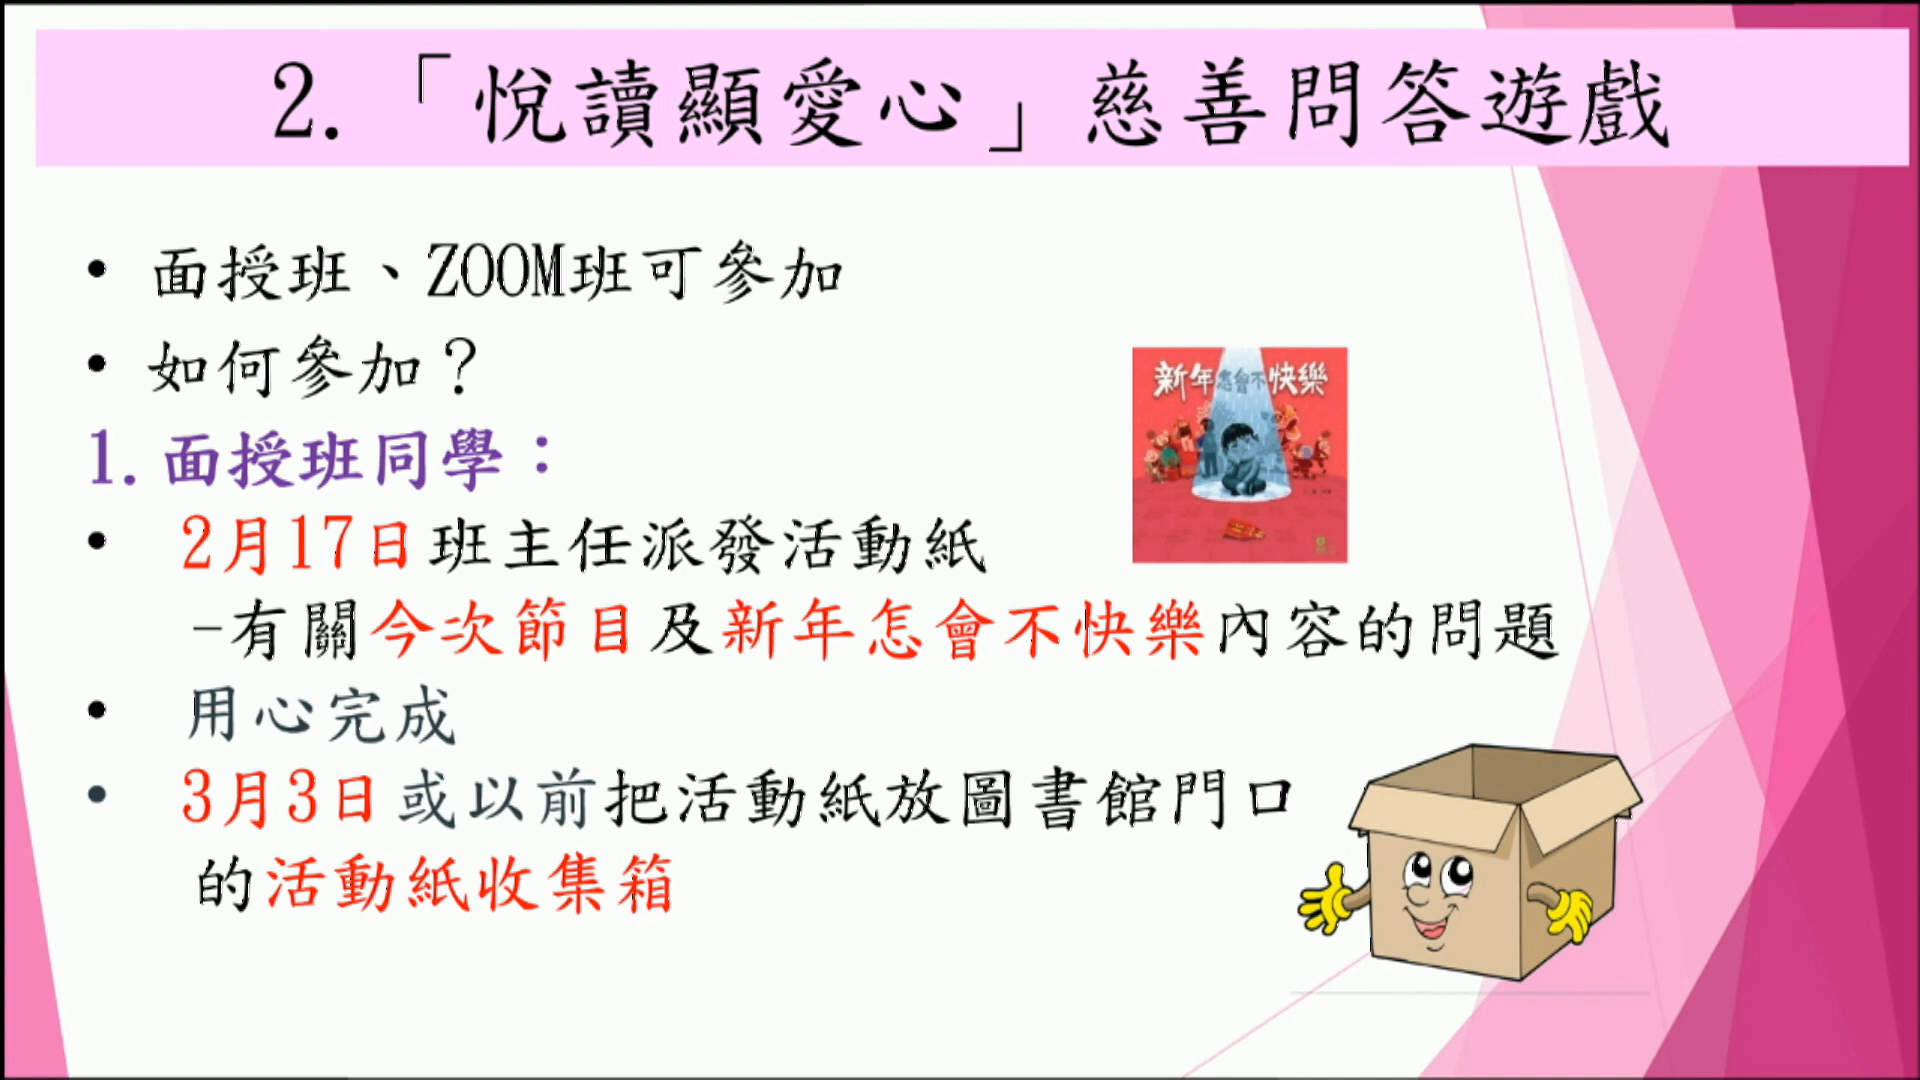 2.「悅讀顯愛心」慈善問答遊戲
• 面授班、ZOOM班可參加
• 如何參加?
新年怎會不快樂
1.面授班同學：
• 2月17日班主任派發活動紙
-有關今次節目及新年怎會不快樂內容的問題
• 用心完成
• 3月3日或以前把活動紙放圖書館門口
的活動紙收集箱